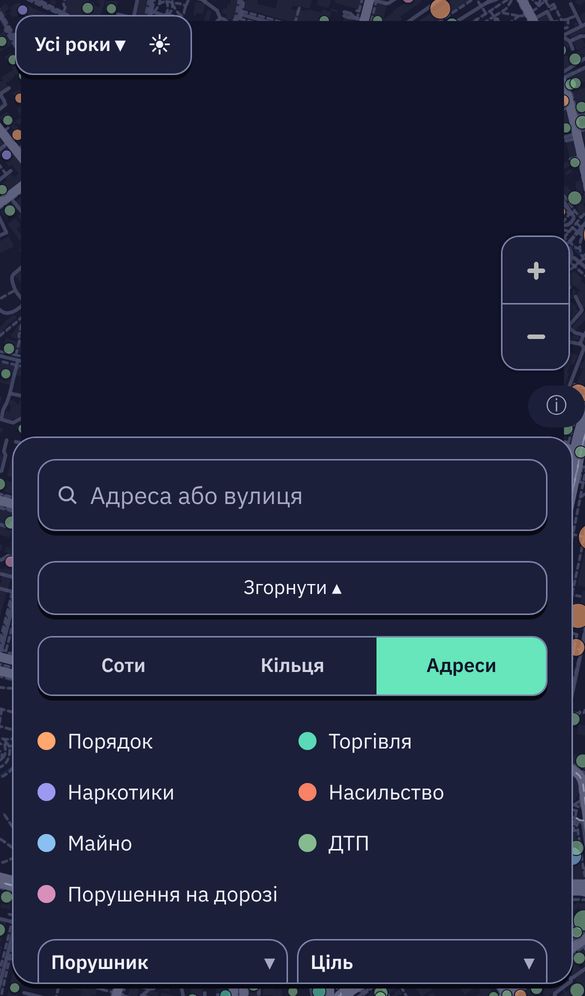 Усі роки ▾
Адреса або вулиця
Згорнути ▴
Соти Кільця Адреси
Порядок Торгівля
Наркотики Насильство
Майно ДТП
Порушення на дорозі
Порушник ▾ Ціль ▾